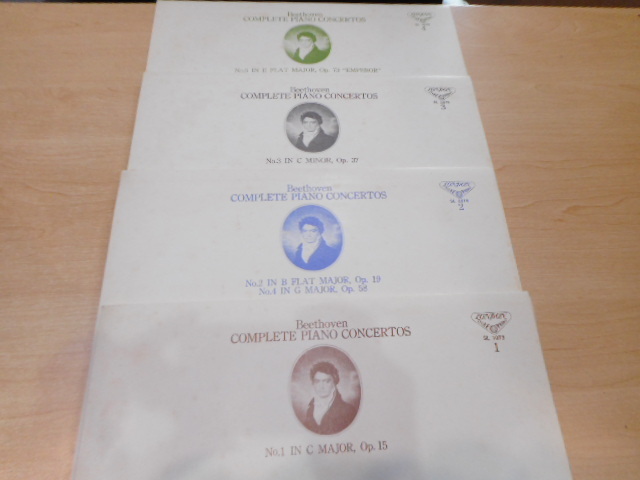 Beethoven
COMPLETE PIANO CONCERTOS
4
No.5 IN E FLAT MAJOR, Op. 73 "EMPEROR"
Beethoven
COMPLETE PIANO CONCERTOS
3
No.3 IN C MINOR, Op. 37
Beethoven
COMPLETE PIANO CONCERTOS
LONDON
2
No.2 IN B FLAT MAJOR, Op. 19
No.4 IN G MAJOR, Op. 58
Beethoven
COMPLETE PIANO CONCERTOS
LONDON
1
No.1 IN C MAJOR, Op. 15